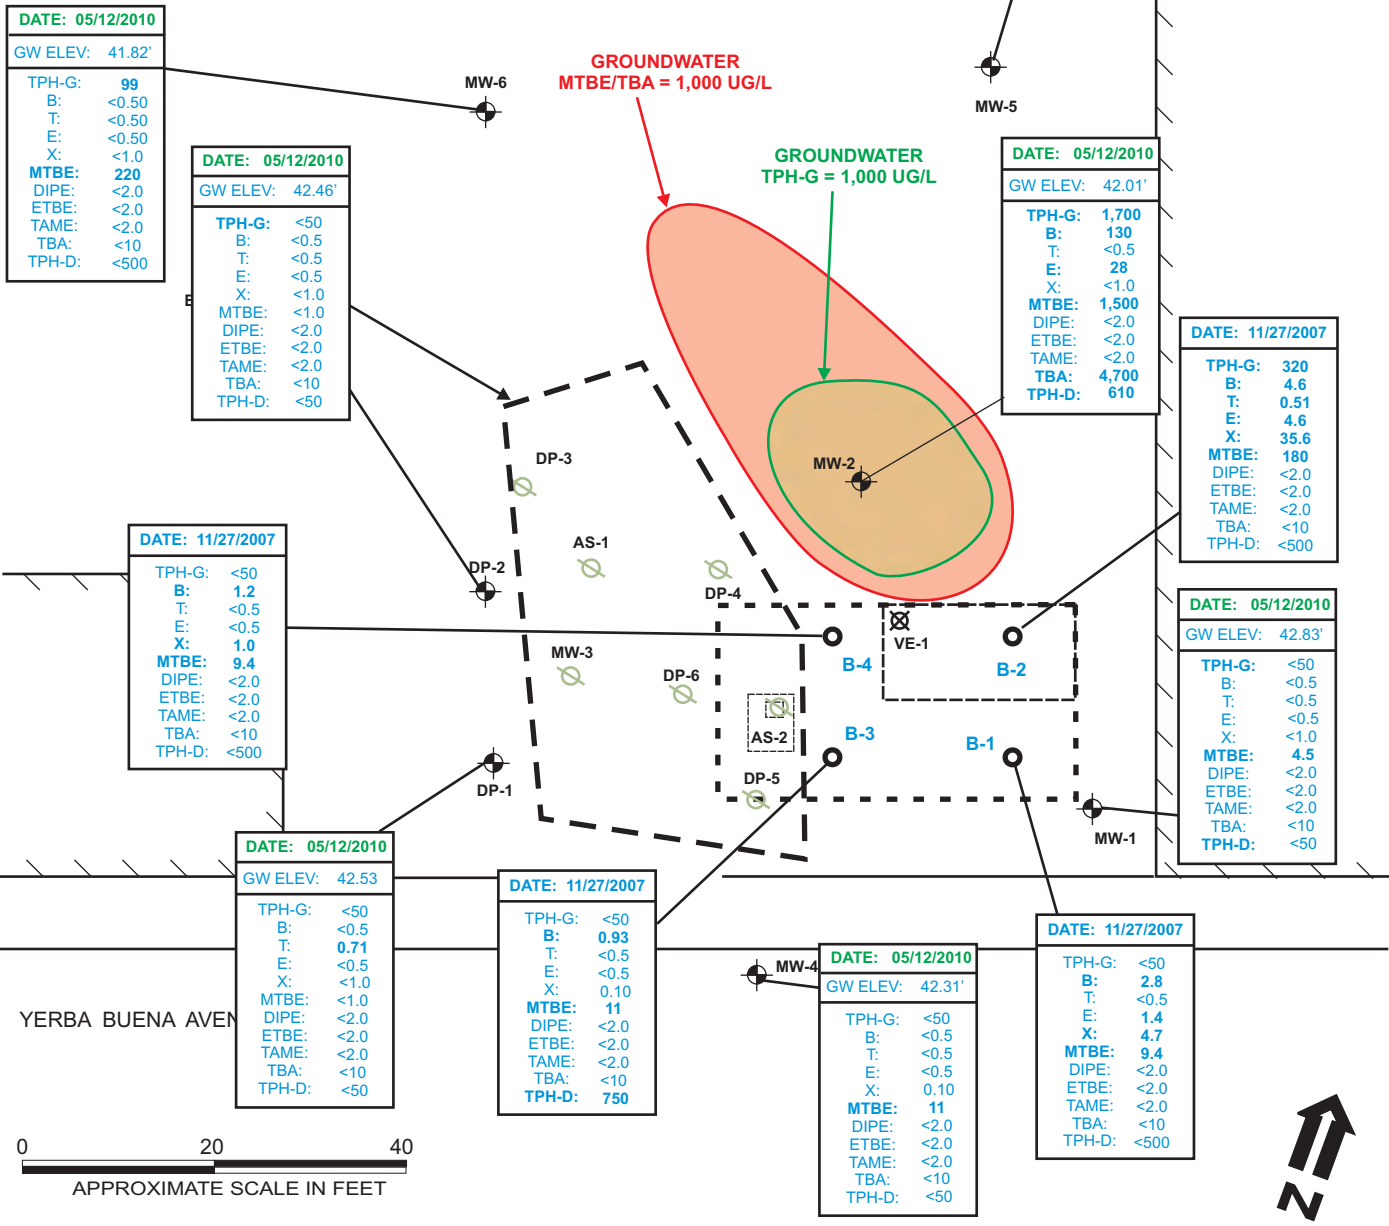 DATE: 05/12/2010
GW ELEV: 41.82'
TPH-G: 99
B: <0.50
T: <0.50
E: <0.50
X: <1.0
MTBE: 220
DIPE: <2.0
ETBE: <2.0
TAME: <2.0
TBA: <10
TPH-D: <500
MW-6
GROUNDWATER
MTBE/TBA = 1,000 UG/L
MW-5
GROUNDWATER
TPH-G = 1,000 UG/L
DATE: 05/12/2010
GW ELEV: 42.46'
TPH-G: <50
B: <0.5
T: <0.5
E: <0.5
X: <1.0
MTBE: <1.0
DIPE: <2.0
ETBE: <2.0
TAME: <2.0
TBA: <10
TPH-D: <50
DATE: 05/12/2010
GW ELEV: 42.01'
TPH-G: 1,700
B: 130
T: <0.5
E: 28
X: <1.0
MTBE: 1,500
DIPE: <2.0
ETBE: <2.0
TAME: <2.0
TBA: 4,700
TPH-D: 610
DATE: 11/27/2007
TPH-G: 320
B: 4.6
T: 0.51
E: 4.6
X: 35.6
MTBE: 180
DIPE: <2.0
ETBE: <2.0
TAME: <2.0
TBA: <10
TPH-D: <500
DP-3
MW-2
AS-1
DP-2
DP-4
DATE: 11/27/2007
TPH-G: <50
B: 1.2
T: <0.5
E: <0.5
X: 1.0
MTBE: 9.4
DIPE: <2.0
ETBE: <2.0
TAME: <2.0
TBA: <10
TPH-D: <500
VE-1
MW-3
DP-6
B-4
B-2
AS-2
B-3
B-1
DP-5
DP-1
MW-1
DATE: 05/12/2010
GW ELEV: 42.83'
TPH-G: <50
B: <0.5
T: <0.5
E: <0.5
X: <1.0
MTBE: 4.5
DIPE: <2.0
ETBE: <2.0
TAME: <2.0
TBA: <10
TPH-D: <50
DATE: 05/12/2010
GW ELEV: 42.53
TPH-G: <50
B: <0.5
T: 0.71
E: <0.5
X: <1.0
MTBE: <1.0
DIPE: <2.0
ETBE: <2.0
TAME: <2.0
TBA: <10
TPH-D: <50
DATE: 11/27/2007
TPH-G: <50
B: 0.93
T: <0.5
E: <0.5
X: 0.10
MTBE: 11
DIPE: <2.0
ETBE: <2.0
TAME: <2.0
TBA: <10
TPH-D: 750
MW-4
DATE: 05/12/2010
GW ELEV: 42.31'
TPH-G: <50
B: <0.5
T: <0.5
E: <0.5
X: 0.10
MTBE: 11
DIPE: <2.0
ETBE: <2.0
TAME: <2.0
TBA: <10
TPH-D: <50
DATE: 11/27/2007
TPH-G: <50
B: 2.8
T: <0.5
E: 1.4
X: 4.7
MTBE: 9.4
DIPE: <2.0
ETBE: <2.0
TAME: <2.0
TBA: <10
TPH-D: <500
YERBA BUENA AVEN
0 20 40
APPROXIMATE SCALE IN FEET
N